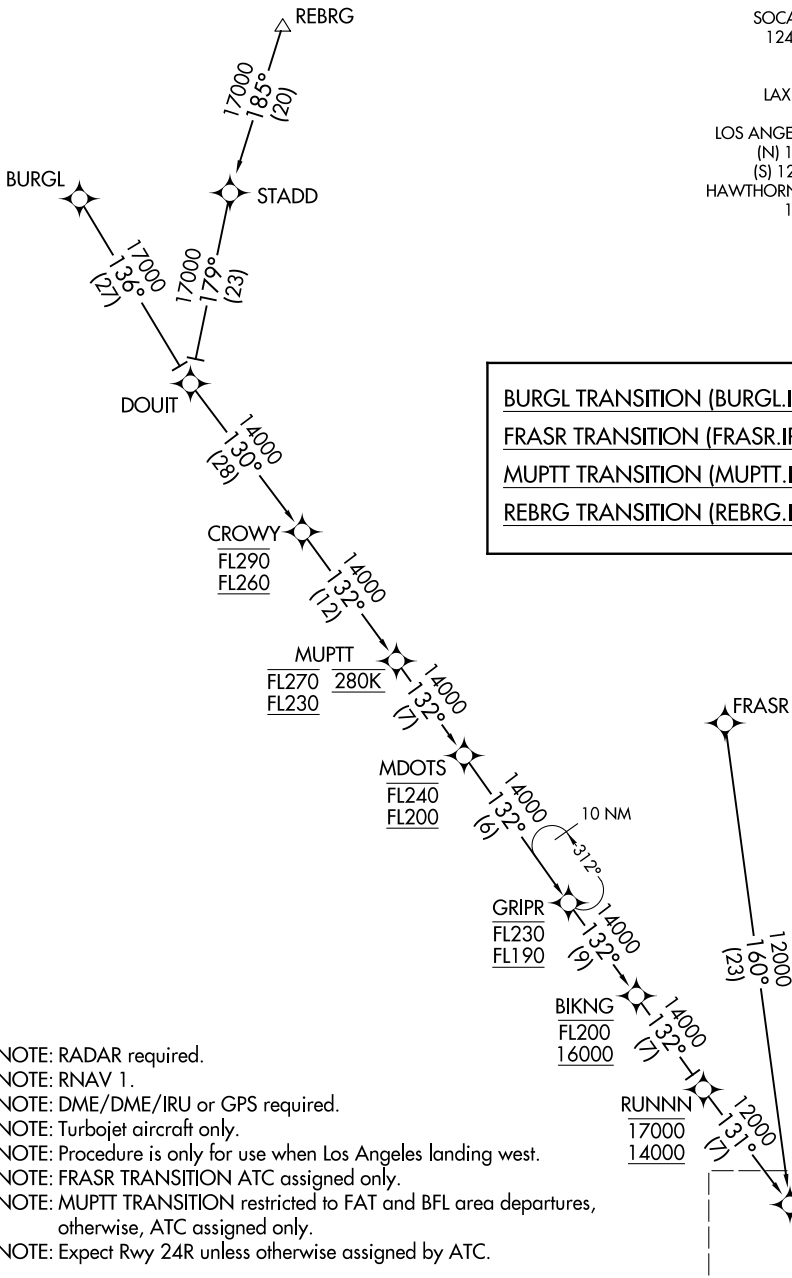 REBRG
17000
185°
(20)
SOCA
124
LAX
LOS ANGE
(N) 1
(S) 12
HAWTHORN
1
BURGL
STADD
17000
136°
(27)
17000
179°
(23)
DOUIT
BURGL TRANSITION (BURGL.I
FRASR TRANSITION (FRASR.IR
MUPTT TRANSITION (MUPTT.I
REBRG TRANSITION (REBRG.I
14000
130°
(28)
CROWY
FL290
FL260
14000
132°
(12)
MUPTT
FL270 280K
FL230
14000
132°
(7)
FRASR
MDOTS
FL240
FL200
14000
132°
(6)
10 NM
312°
GRIPR
FL230
FL190
14000
132°
(9)
12000
160°
(23)
BIKNG
FL200
16000
14000
132°
(7)
RUNNN
17000
14000
12000
131°
(7)
NOTE: RADAR required.
NOTE: RNAV 1.
NOTE: DME/DME/IRU or GPS required.
NOTE: Turbojet aircraft only.
NOTE: Procedure is only for use when Los Angeles landing west.
NOTE: FRASR TRANSITION ATC assigned only.
NOTE: MUPTT TRANSITION restricted to FAT and BFL area departures,
otherwise, ATC assigned only.
NOTE: Expect Rwy 24R unless otherwise assigned by ATC.